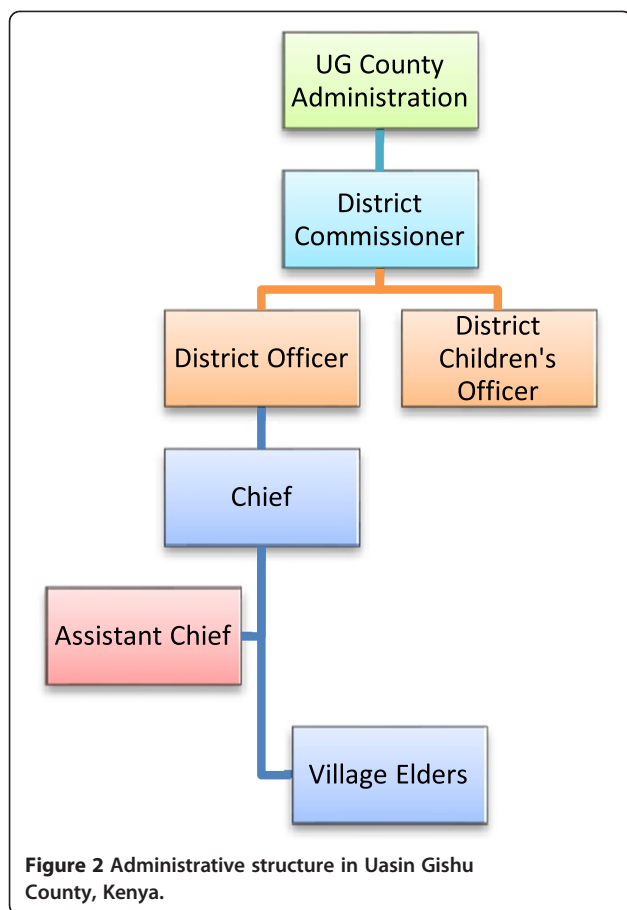 UG County
Administration
District
Commissioner
District Officer
District
Children's
Officer
Chief
Assistant Chief
Village Elders
Figure 2 Administrative structure in Uasin Gishu
County, Kenya.